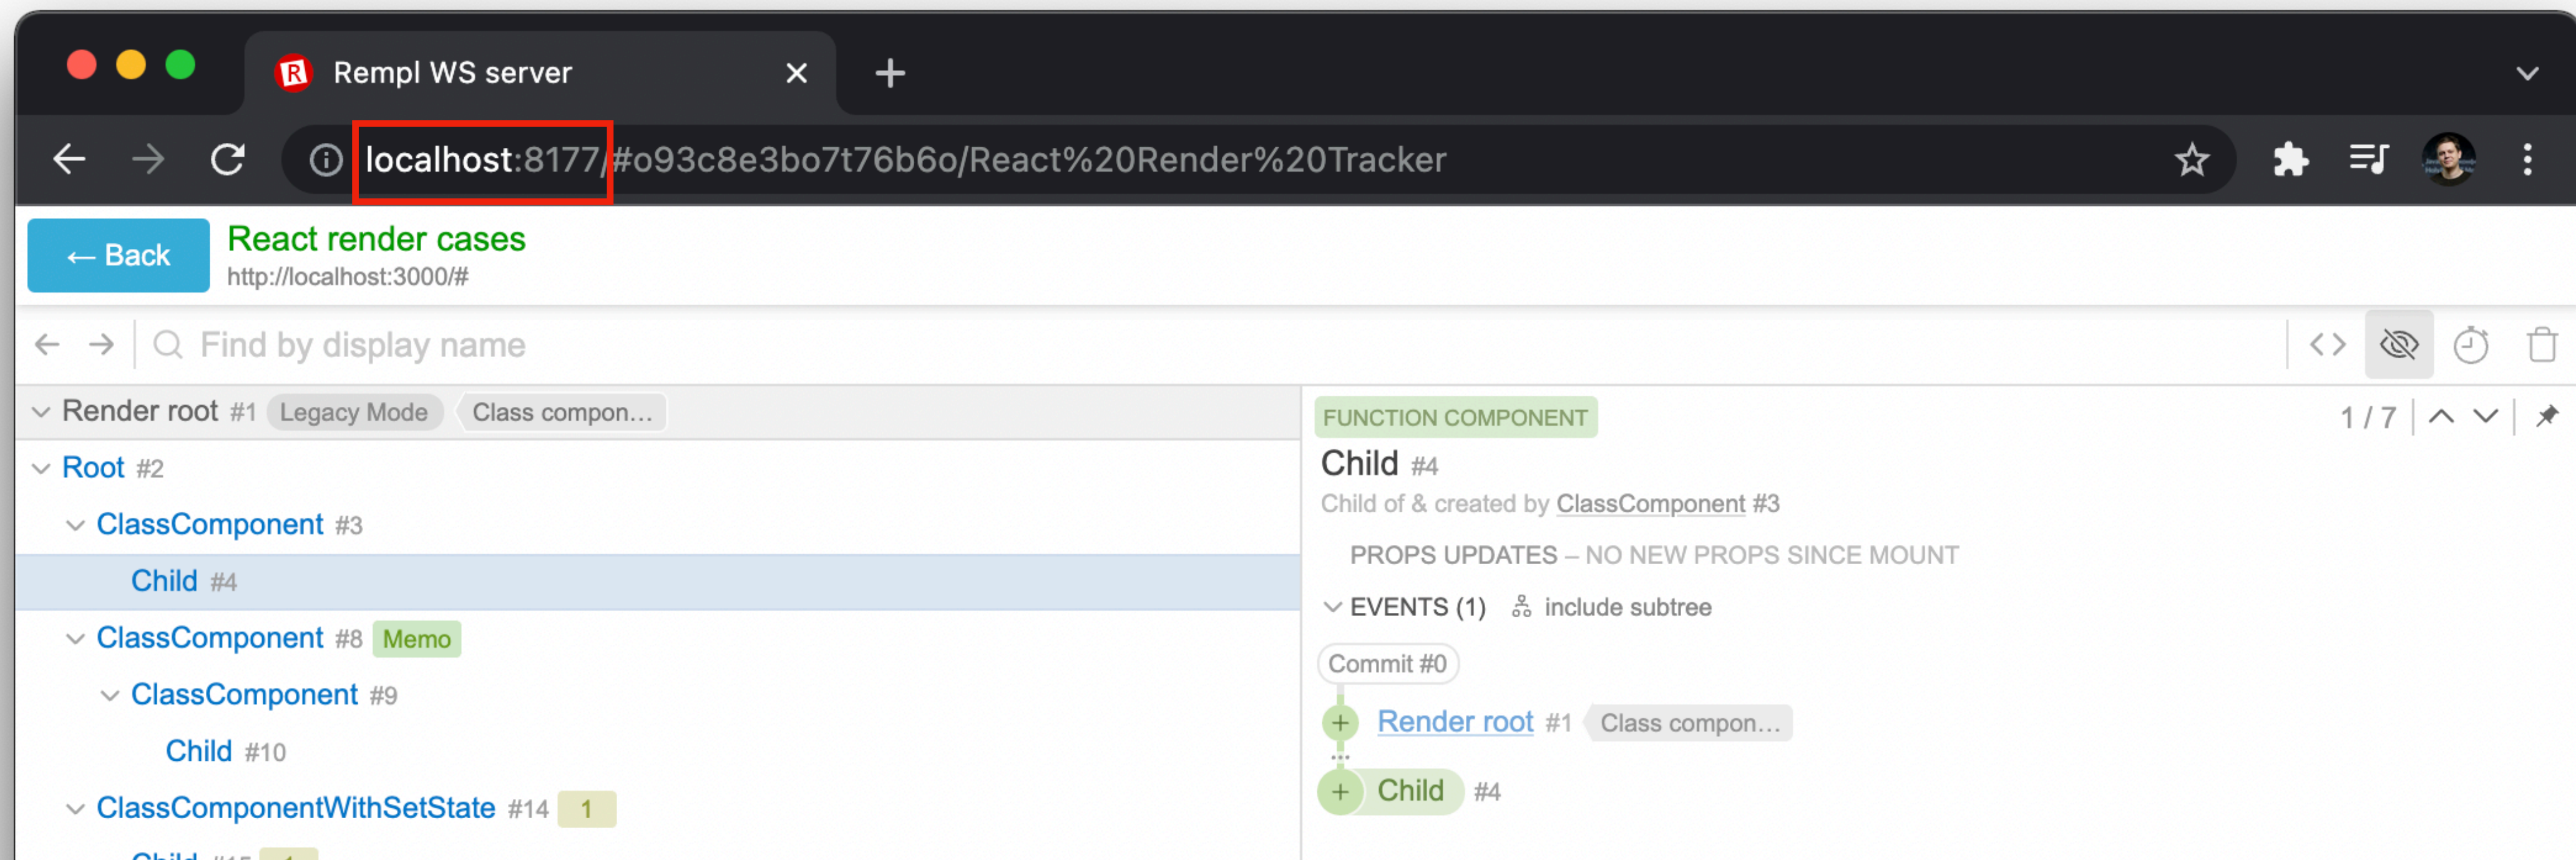 Rempl WS server
localhost:8177/#o93c8e3bo7t76b6o/React%20Render%20Tracker
← Back
React render cases
http://localhost:3000/#
Find by display name
Render root #1 Legacy Mode Class compon...
Root #2
ClassComponent #3
Child #4
ClassComponent #8 Memo
ClassComponent #9
Child #10
ClassComponentWithSetState #14 1
Child #15 1
FUNCTION COMPONENT 1 / 7
Child #4
Child of & created by ClassComponent #3
PROPS UPDATES – NO NEW PROPS SINCE MOUNT
EVENTS (1) include subtree
Commit #0
Render root #1 Class compon...
Child #4